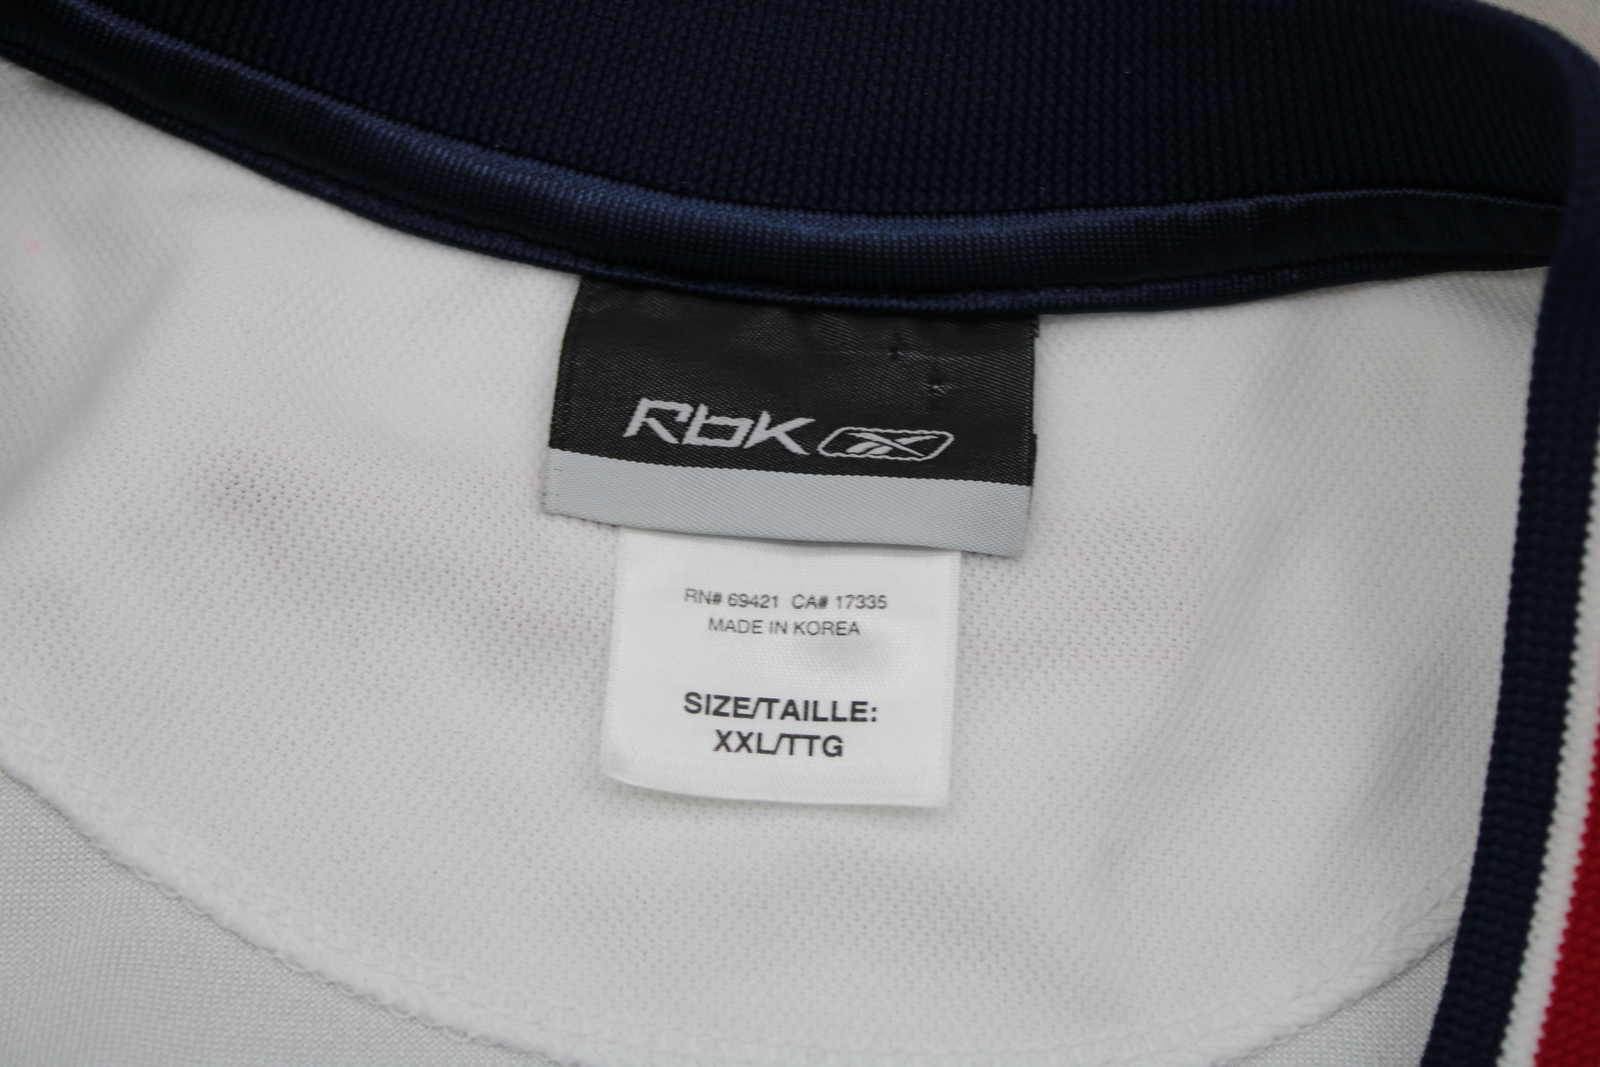 Rbk
RN# 69421 CA# 17335
MADE IN KOREA
SIZE/TAILLE:
XXL/TTG